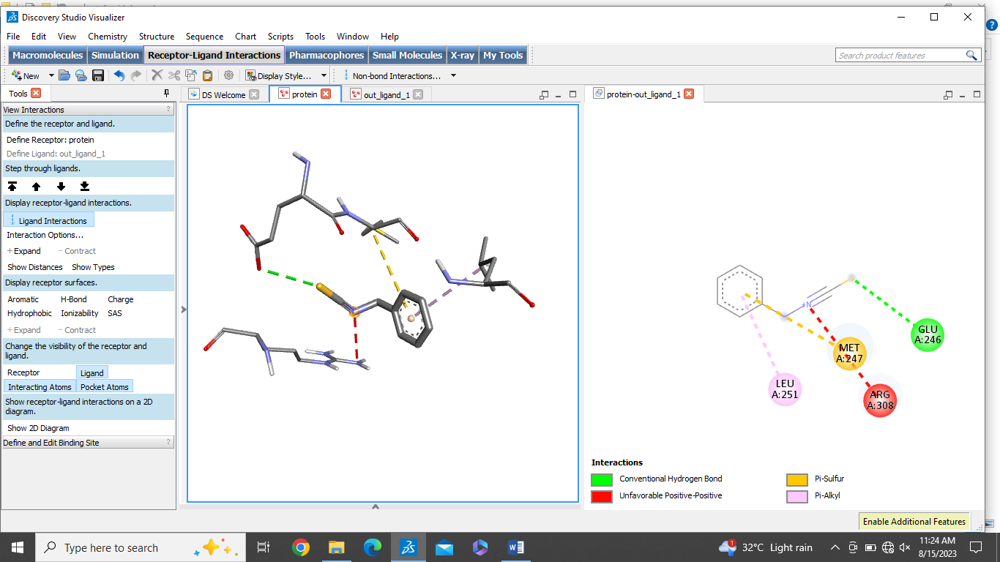 Discovery Studio Visualizer
File Edit View Chemistry Structure Sequence Chart Scripts Tools Window Help
Macromolecules Simulation Receptor-Ligand Interactions Pharmacophores Small Molecules X-ray My Tools
Search product features
New Display Style... Non-bond Interactions...
Tools
DS Welcome protein out_ligand_1
protein-out_ligand_1
View Interactions ?
Define the receptor and ligand.
Define Receptor: protein
Define Ligand: out_ligand_1
Step through ligands.
Display receptor-ligand interactions.
Ligand Interactions
Interaction Options...
+ Expand − Contract
Show Distances Show Types
Display receptor surfaces.
Aromatic H-Bond Charge
Hydrophobic Ionizability SAS
+ Expand − Contract
Change the visibility of the receptor and
ligand.
Receptor Ligand
Interacting Atoms Pocket Atoms
Show receptor-ligand interactions on a 2D
diagram.
Show 2D Diagram
Define and Edit Binding Site ?
S
+N
GLU
A:246
MET
A:247
LEU
A:251
ARG
A:308
Interactions
Conventional Hydrogen Bond
Unfavorable Positive-Positive
Pi-Sulfur
Pi-Alkyl
Enable Additional Features
Type here to search
1
32°C Light rain
11:24 AM
8/15/2023